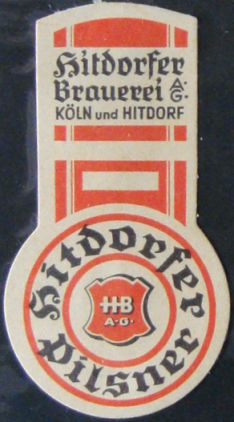 Hitdorfer
Brauerei A.G.
KÖLN und HITDORF
Hitdorfer
Pilsner
HB
A·G·